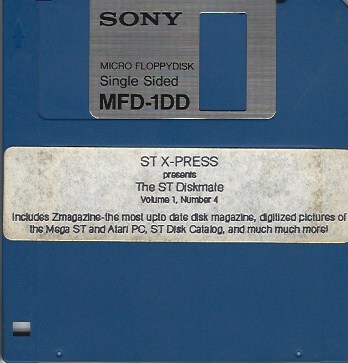 SONY
MICRO FLOPPYDISK
Single Sided
MFD-1DD
ST X-PRESS
presents
The ST Diskmate
Volume 1, Number 4
Includes Zmagazine-the most upto date disk magazine, digitized pictures of
the Mega ST and Atari PC, ST Disk Catalog, and much much more!